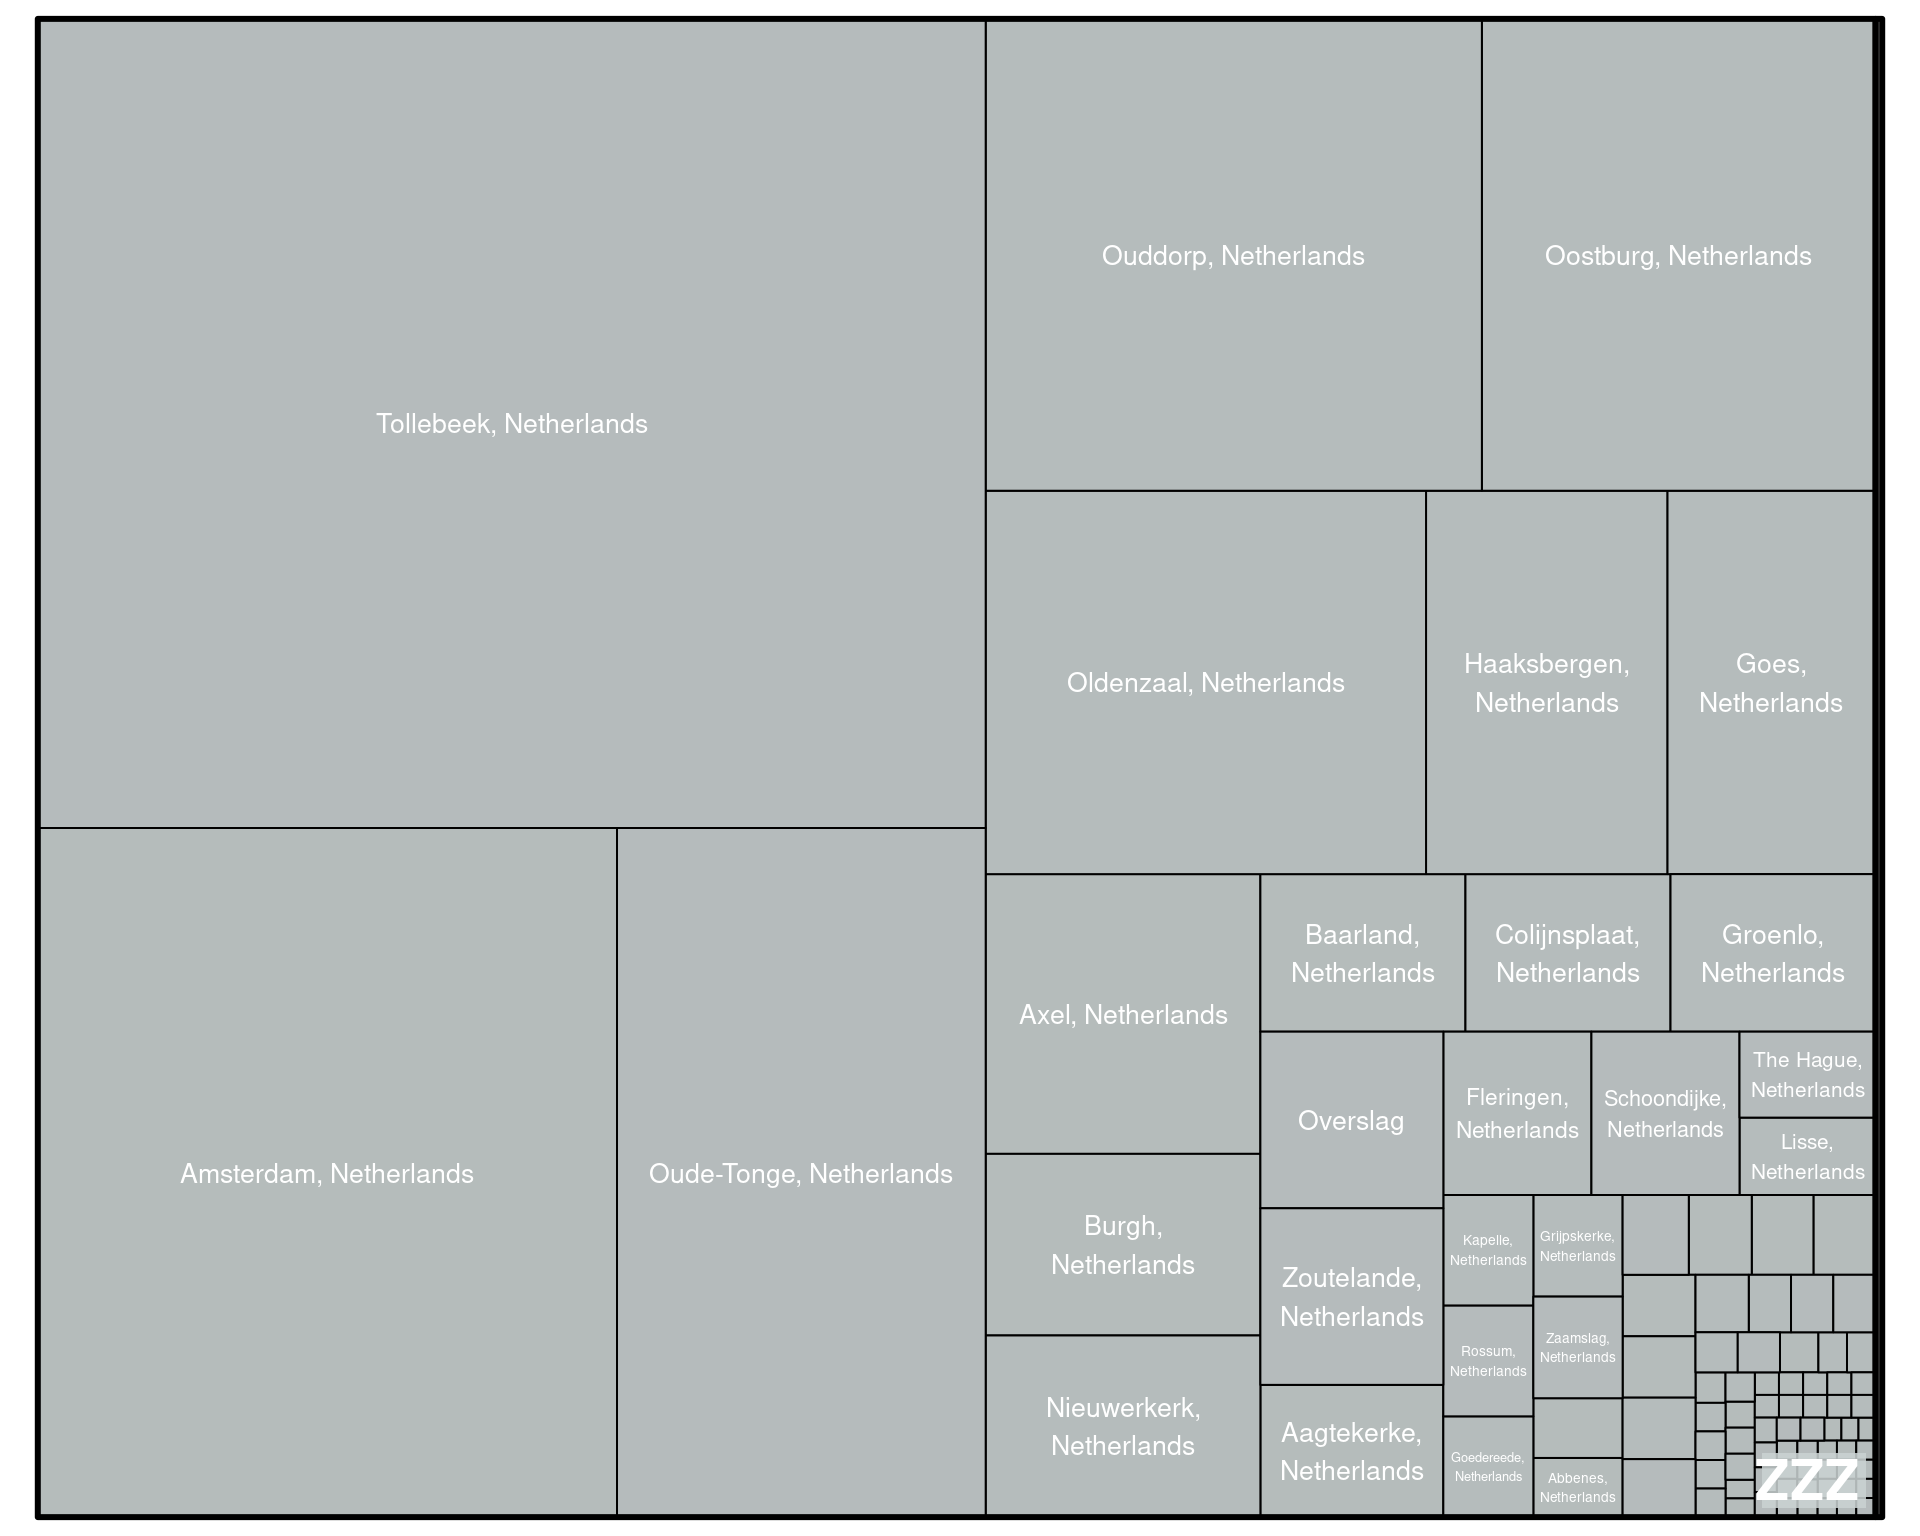 Tollebeek, Netherlands
Amsterdam, Netherlands
Oude-Tonge, Netherlands
Ouddorp, Netherlands
Oostburg, Netherlands
Oldenzaal, Netherlands
Haaksbergen,
Netherlands
Goes,
Netherlands
Axel, Netherlands
Burgh,
Netherlands
Nieuwerkerk,
Netherlands
Baarland,
Netherlands
Colijnsplaat,
Netherlands
Groenlo,
Netherlands
Overslag
Zoutelande,
Netherlands
Aagtekerke,
Netherlands
Fleringen,
Netherlands
Schoondijke,
Netherlands
The Hague,
Netherlands
Lisse,
Netherlands
Kapelle,
Netherlands
Rossum,
Netherlands
Goedereede,
Netherlands
Grijpskerke,
Netherlands
Zaamslag,
Netherlands
Abbenes,
Netherlands
ZZZ